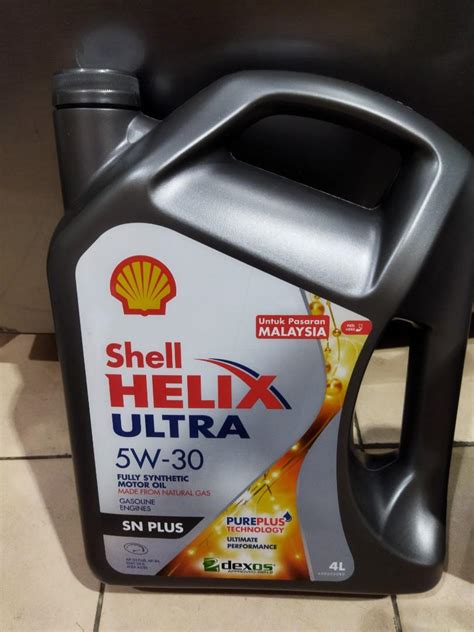 Untuk Pasaran
MALAYSIA
Shell
HELIX
ULTRA
5W-30
FULLY SYNTHETIC
MOTOR OIL
MADE FROM NATURAL GAS
GASOLINE
ENGINES
SN PLUS
PUREPLUS
TECHNOLOGY
ULTIMATE
PERFORMANCE
dexos
4L